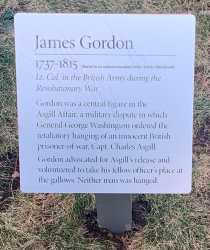 James Gordon
1737-1815
Lt. Col. in the British Army during the
Revolutionary War
Gordon was a central figure in the
Asgill Affair, a military dispute in which
General George Washington ordered the
retaliatory hanging of an innocent British
prisoner of war, Capt. Charles Asgill.
Gordon advocated for Asgill's release and
volunteered to take his fellow officer's place at
the gallows. Neither man was hanged.